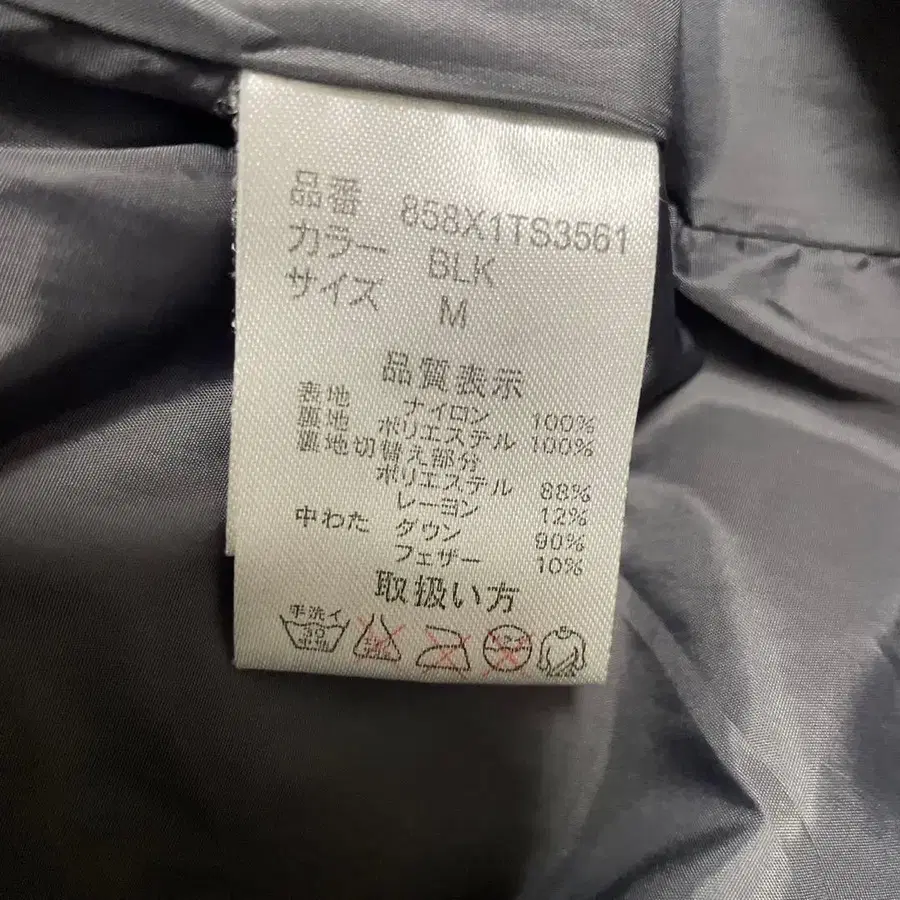 品番 858X1TS3561
カラー BLK
サイズ M
品質表示
表地 ナイロン 100%
裏地 ポリエステル 100%
裏地切替え部分
ポリエステル 88%
レーヨン 12%
中わた ダウン 90%
フェザー 10%
取扱い方
手洗イ
30